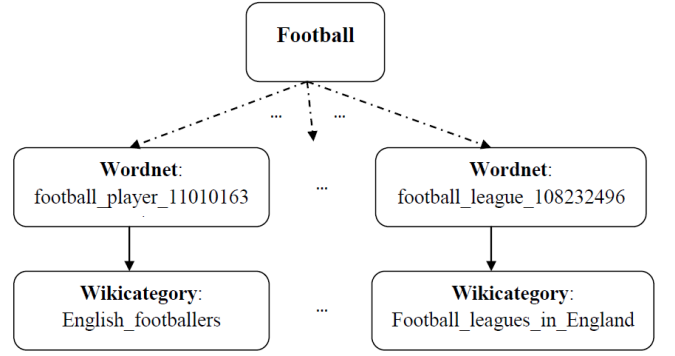 Football
... ...
Wordnet:
football_player_11010163
...
Wordnet:
football_league_108232496
Wikicategory:
English_footballers
...
Wikicategory:
Football_leagues_in_England